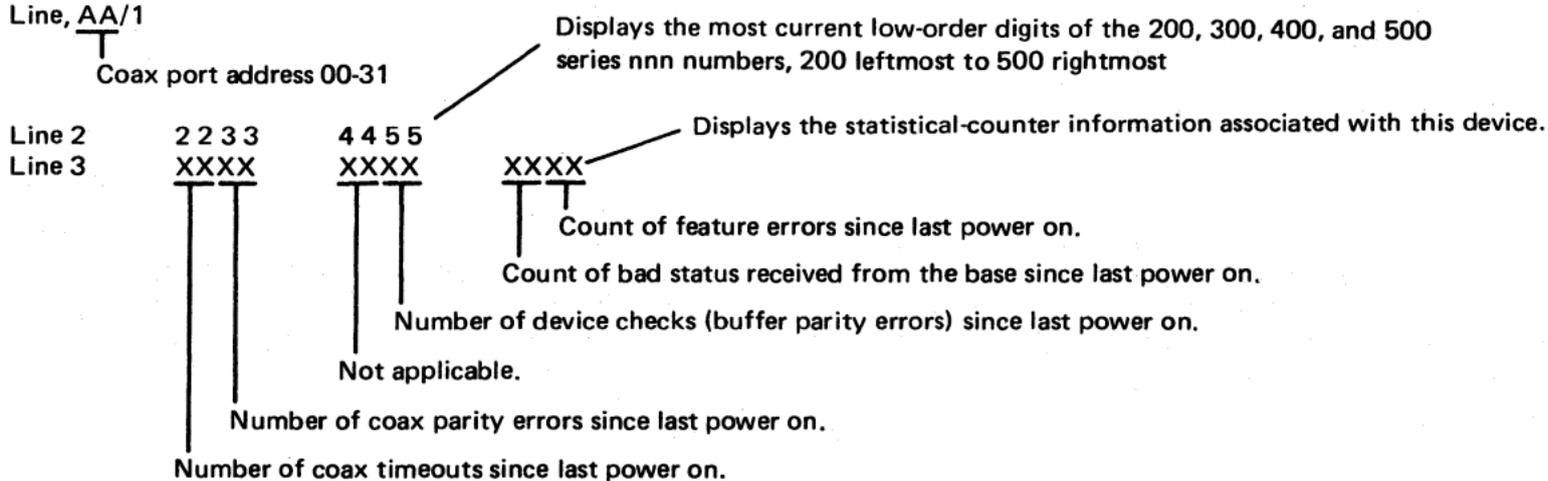 Line, AA/1
Coax port address 00-31
Displays the most current low-order digits of the 200, 300, 400, and 500
series nnn numbers, 200 leftmost to 500 rightmost
Line 2 2 2 3 3 4 4 5 5
Displays the statistical-counter information associated with this device.
Line 3 XXXX XXXX XXXX
Count of feature errors since last power on.
Count of bad status received from the base since last power on.
Number of device checks (buffer parity errors) since last power on.
Not applicable.
Number of coax parity errors since last power on.
Number of coax timeouts since last power on.